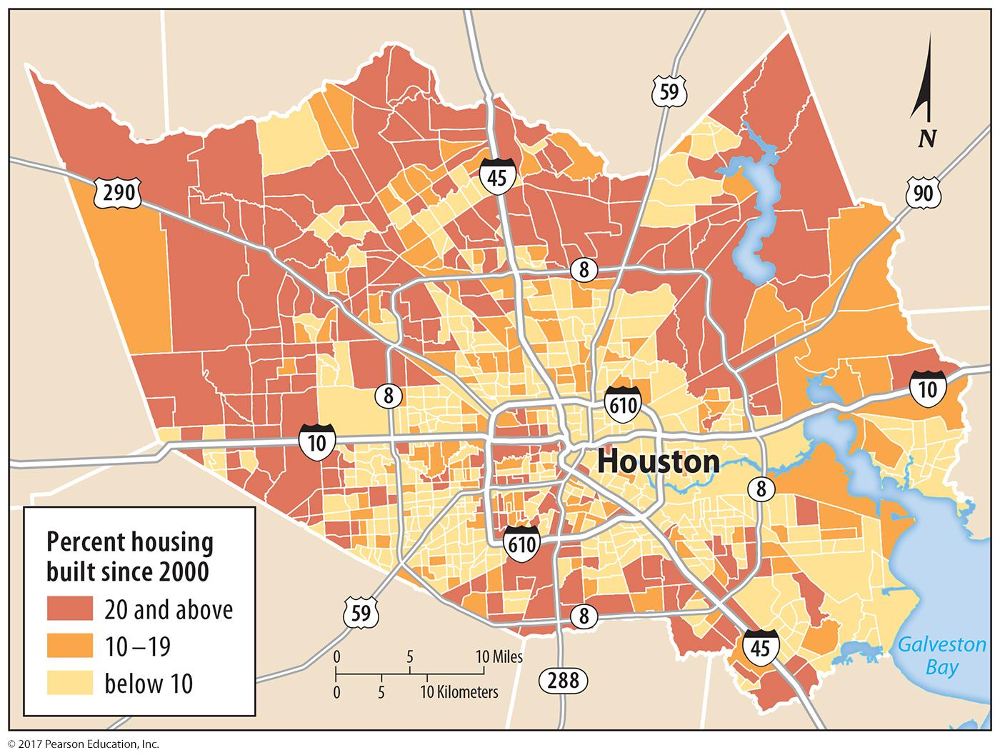 59
N
90
45
290
8
8
610
10
10
Houston
8
610
Percent housing
built since 2000
20 and above
10–19
below 10
59
8
45
Galveston
Bay
0 5 10 Miles
0 5 10 Kilometers
288
© 2017 Pearson Education, Inc.